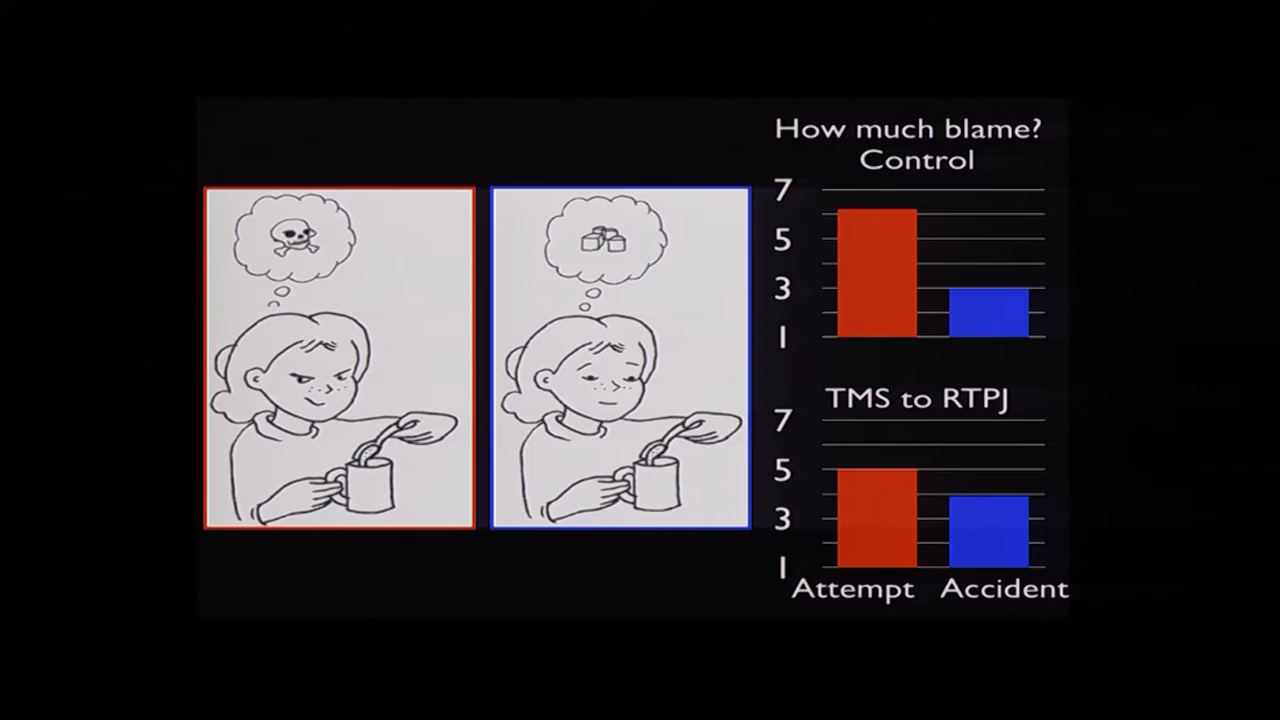 How much blame?
Control
7
5
3
1
TMS to RTPJ
7
5
3
1
Attempt Accident